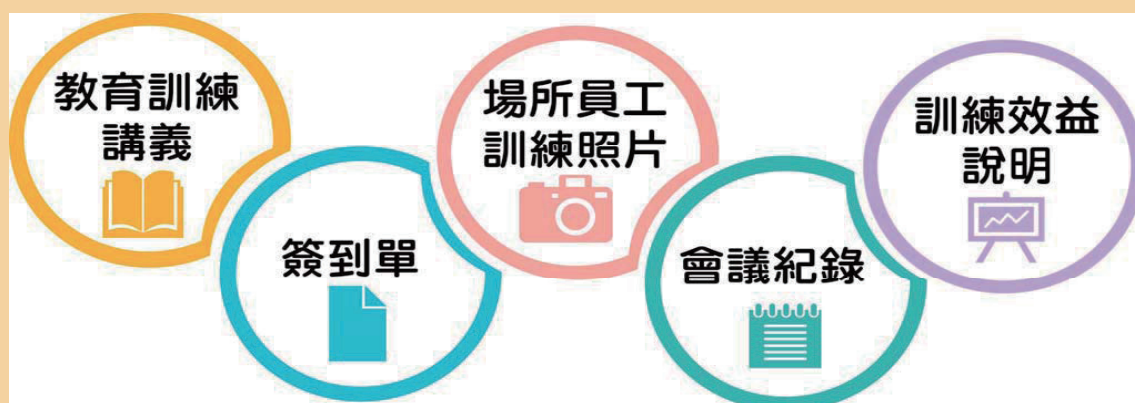 教育訓練
講義
簽到單
場所員工
訓練照片
會議紀錄
訓練效益
說明